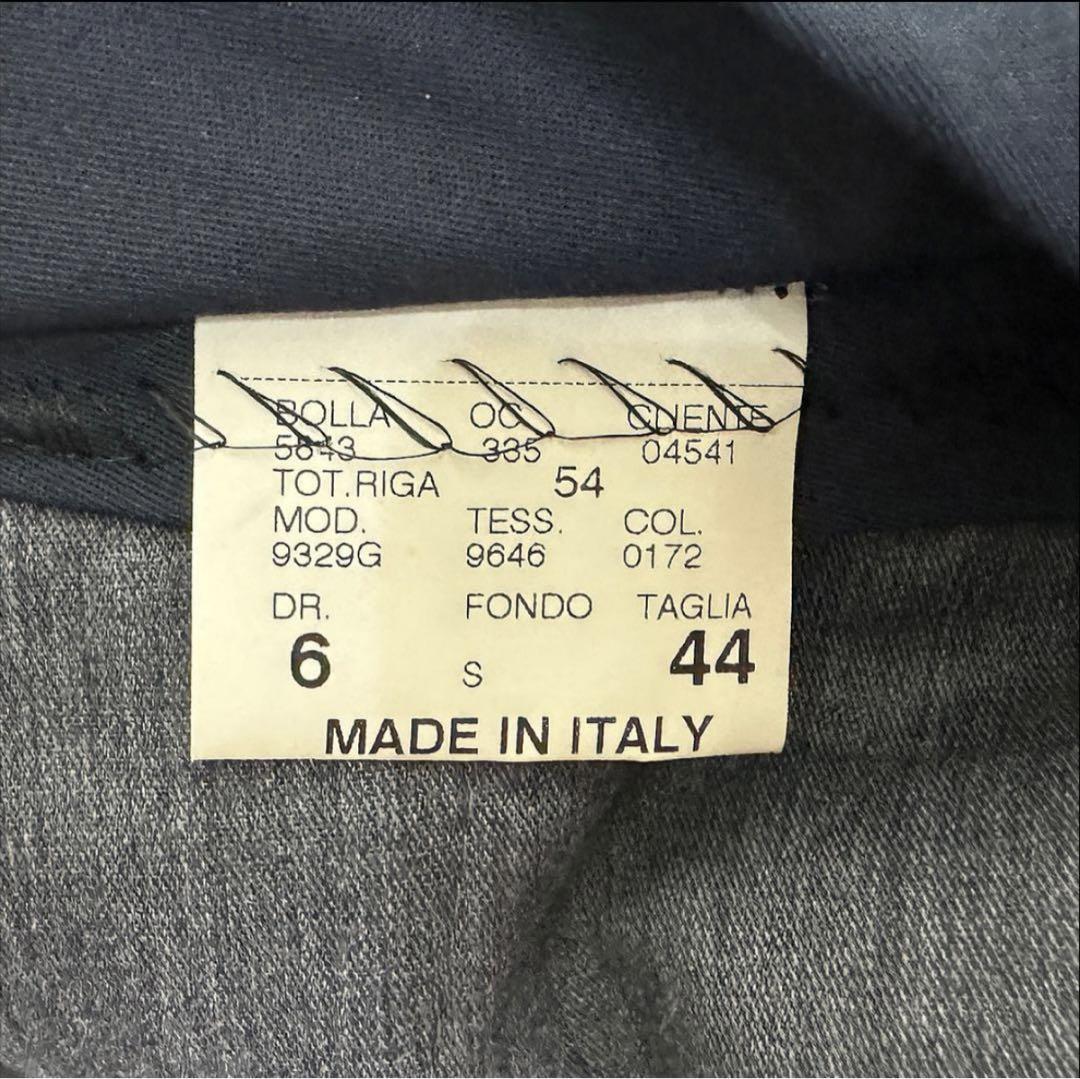 BOLLA OC CLIENTE
5843 335 04541
TOT.RIGA 54
MOD. TESS. COL.
9329G 9646 0172
DR. FONDO TAGLIA
6 S 44
MADE IN ITALY